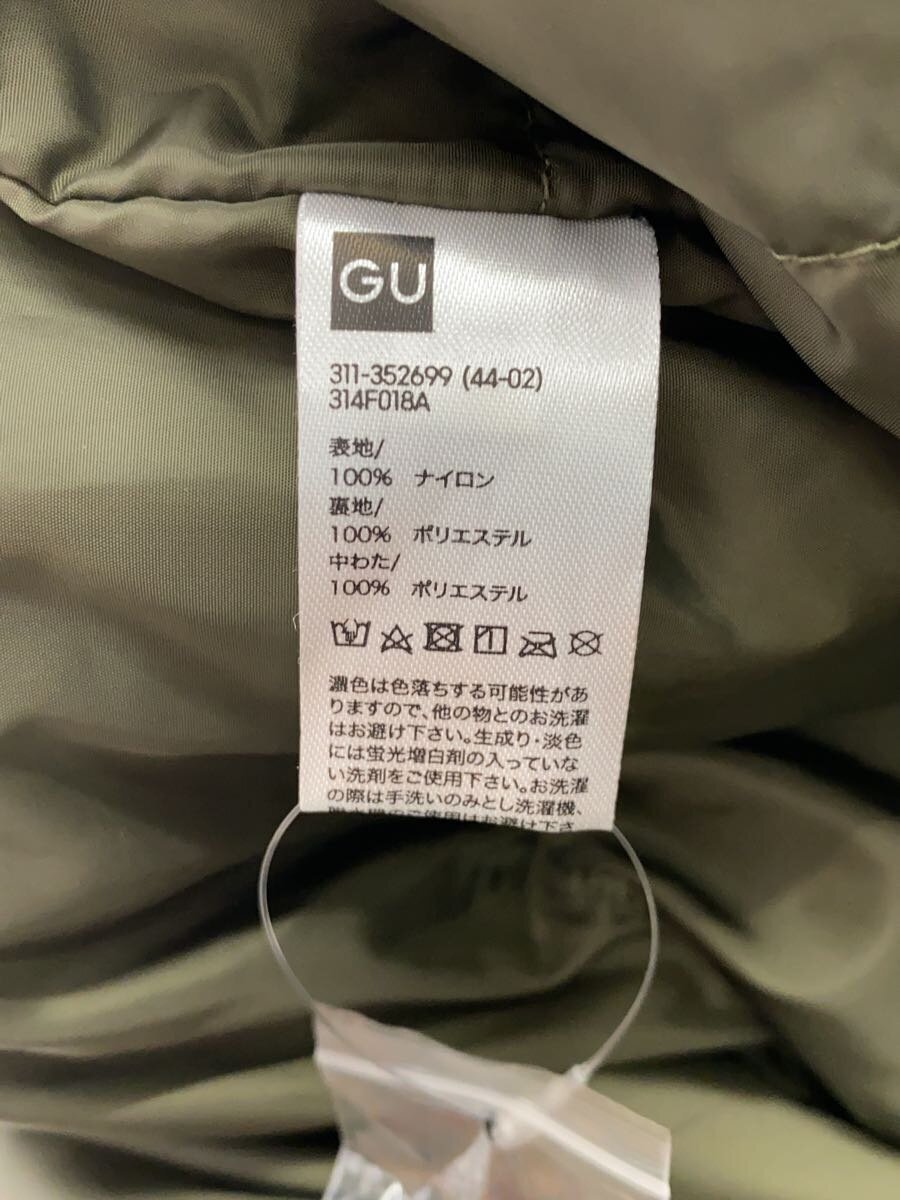 GU
311-352699 (44-02)
314F018A
表地/
100% ナイロン
裏地/
100% ポリエステル
中わた/
100% ポリエステル
濃色は色落ちする可能性があ
りますので、他の物とのお洗濯
はお避け下さい。生成り・淡色
には蛍光増白剤の入っていな
い洗剤をご使用下さい。お洗濯
の際は手洗いのみとし洗濯機、